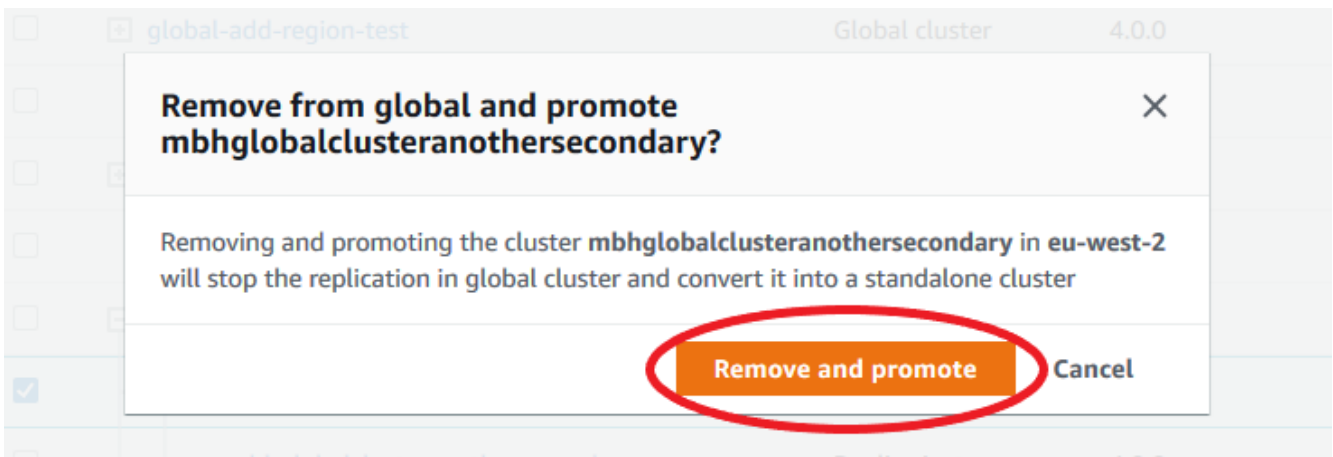 global-add-region-test Global cluster 4.0.0
Remove from global and promote
mbhglobalclusteranothersecondary?
Removing and promoting the cluster mbhglobalclusteranothersecondary in eu-west-2
will stop the replication in global cluster and convert it into a standalone cluster
Remove and promote Cancel